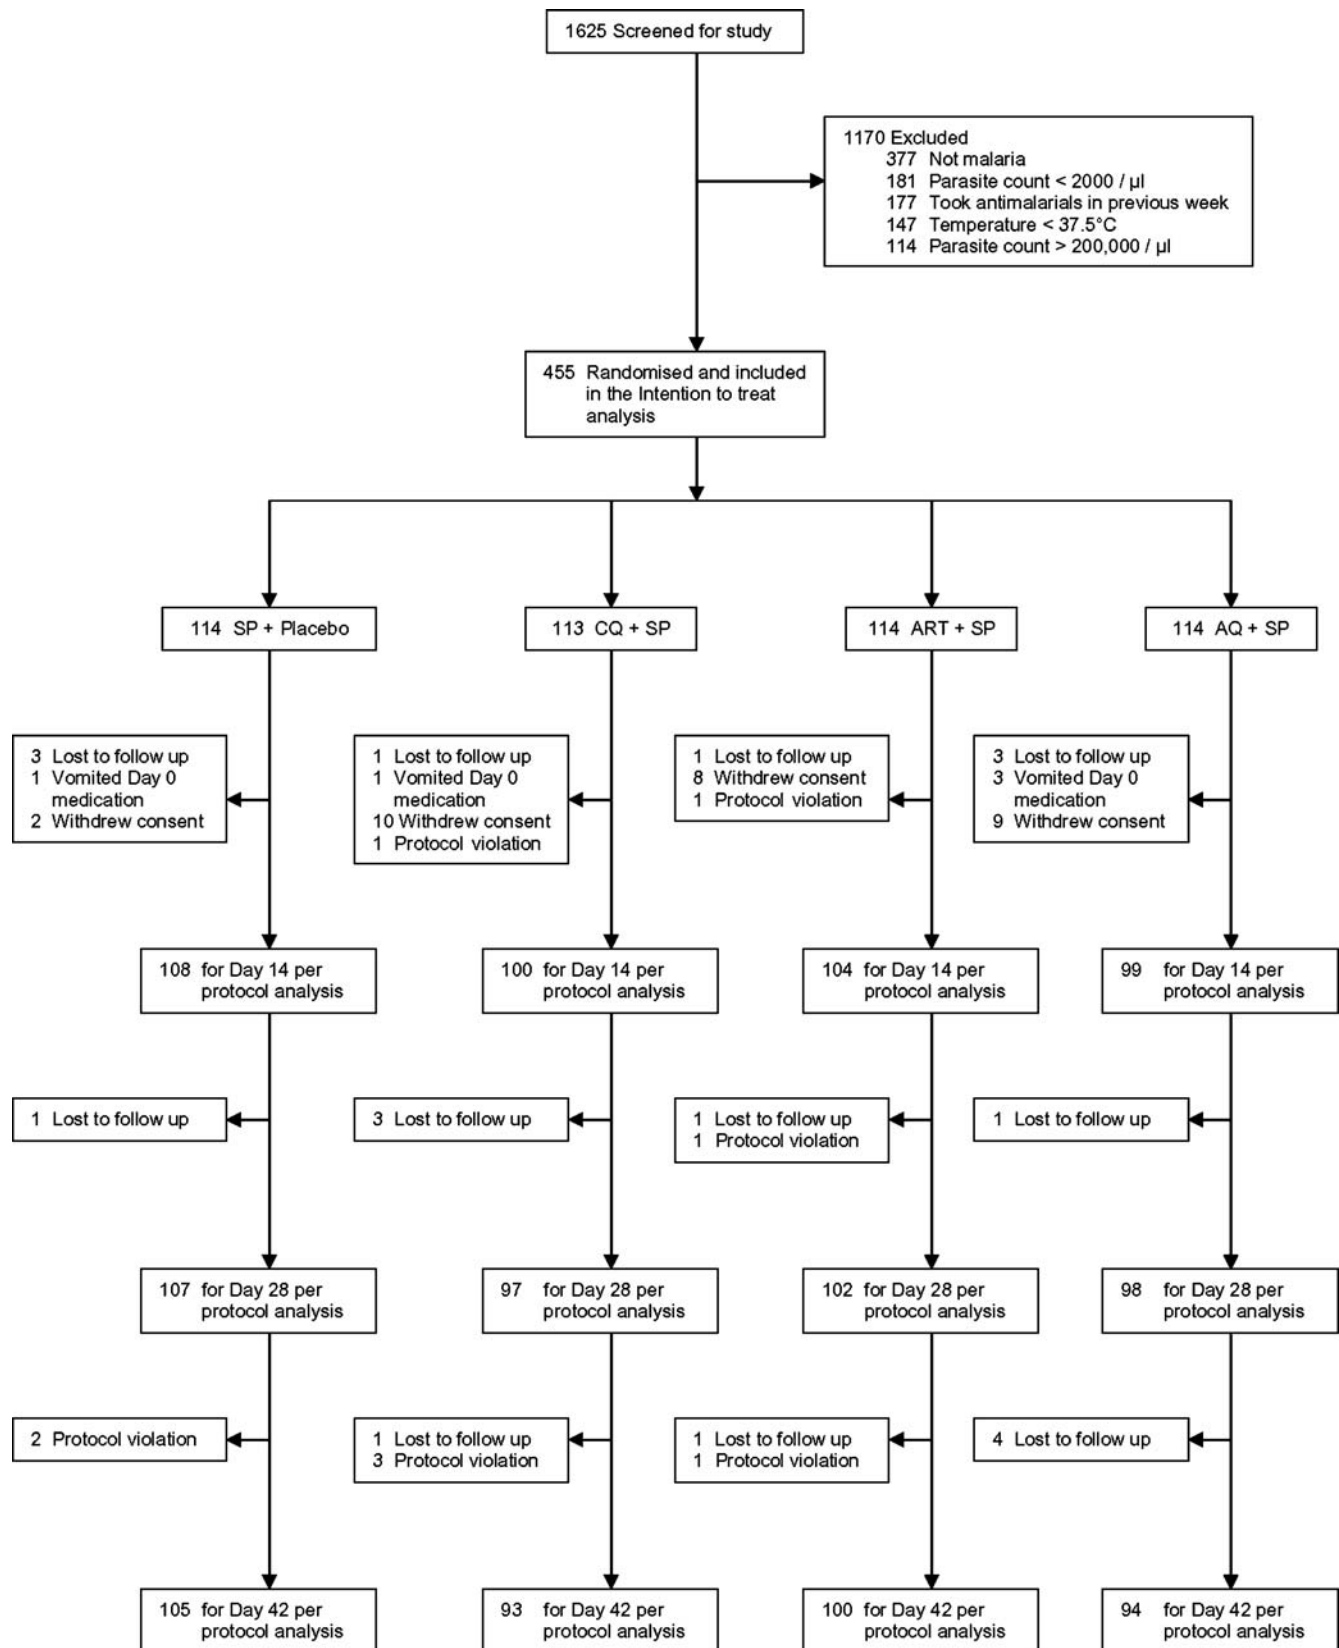 1625 Screened for study
1170 Excluded
377 Not malaria
181 Parasite count < 2000 / µl
177 Took antimalarials in previous week
147 Temperature < 37.5°C
114 Parasite count > 200,000 / µl
455 Randomised and included
in the Intention to treat
analysis
114 SP + Placebo
113 CQ + SP
114 ART + SP
114 AQ + SP
3 Lost to follow up
1 Vomited Day 0
medication
2 Withdrew consent
1 Lost to follow up
1 Vomited Day 0
medication
10 Withdrew consent
1 Protocol violation
1 Lost to follow up
8 Withdrew consent
1 Protocol violation
3 Lost to follow up
3 Vomited Day 0
medication
9 Withdrew consent
108 for Day 14 per
protocol analysis
100 for Day 14 per
protocol analysis
104 for Day 14 per
protocol analysis
99 for Day 14 per
protocol analysis
1 Lost to follow up
3 Lost to follow up
1 Lost to follow up
1 Protocol violation
1 Lost to follow up
107 for Day 28 per
protocol analysis
97 for Day 28 per
protocol analysis
102 for Day 28 per
protocol analysis
98 for Day 28 per
protocol analysis
2 Protocol violation
1 Lost to follow up
3 Protocol violation
1 Lost to follow up
1 Protocol violation
4 Lost to follow up
105 for Day 42 per
protocol analysis
93 for Day 42 per
protocol analysis
100 for Day 42 per
protocol analysis
94 for Day 42 per
protocol analysis